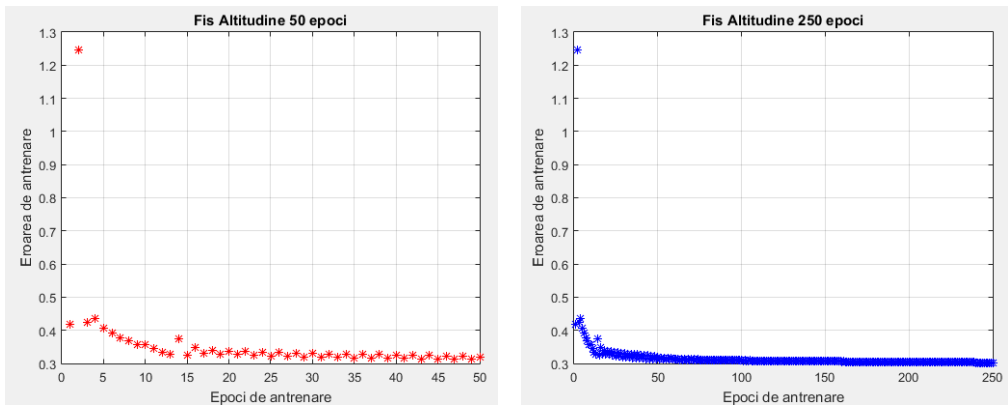 Fis Altitudine 50 epoci
1.3
1.2
1.1
1
0.9
0.8
0.7
0.6
0.5
0.4
0.3
0 5 10 15 20 25 30 35 40 45 50
Eroarea de antrenare
Epoci de antrenare
Fis Altitudine 250 epoci
1.3
1.2
1.1
1
0.9
0.8
0.7
0.6
0.5
0.4
0.3
0 50 100 150 200 250
Eroarea de antrenare
Epoci de antrenare